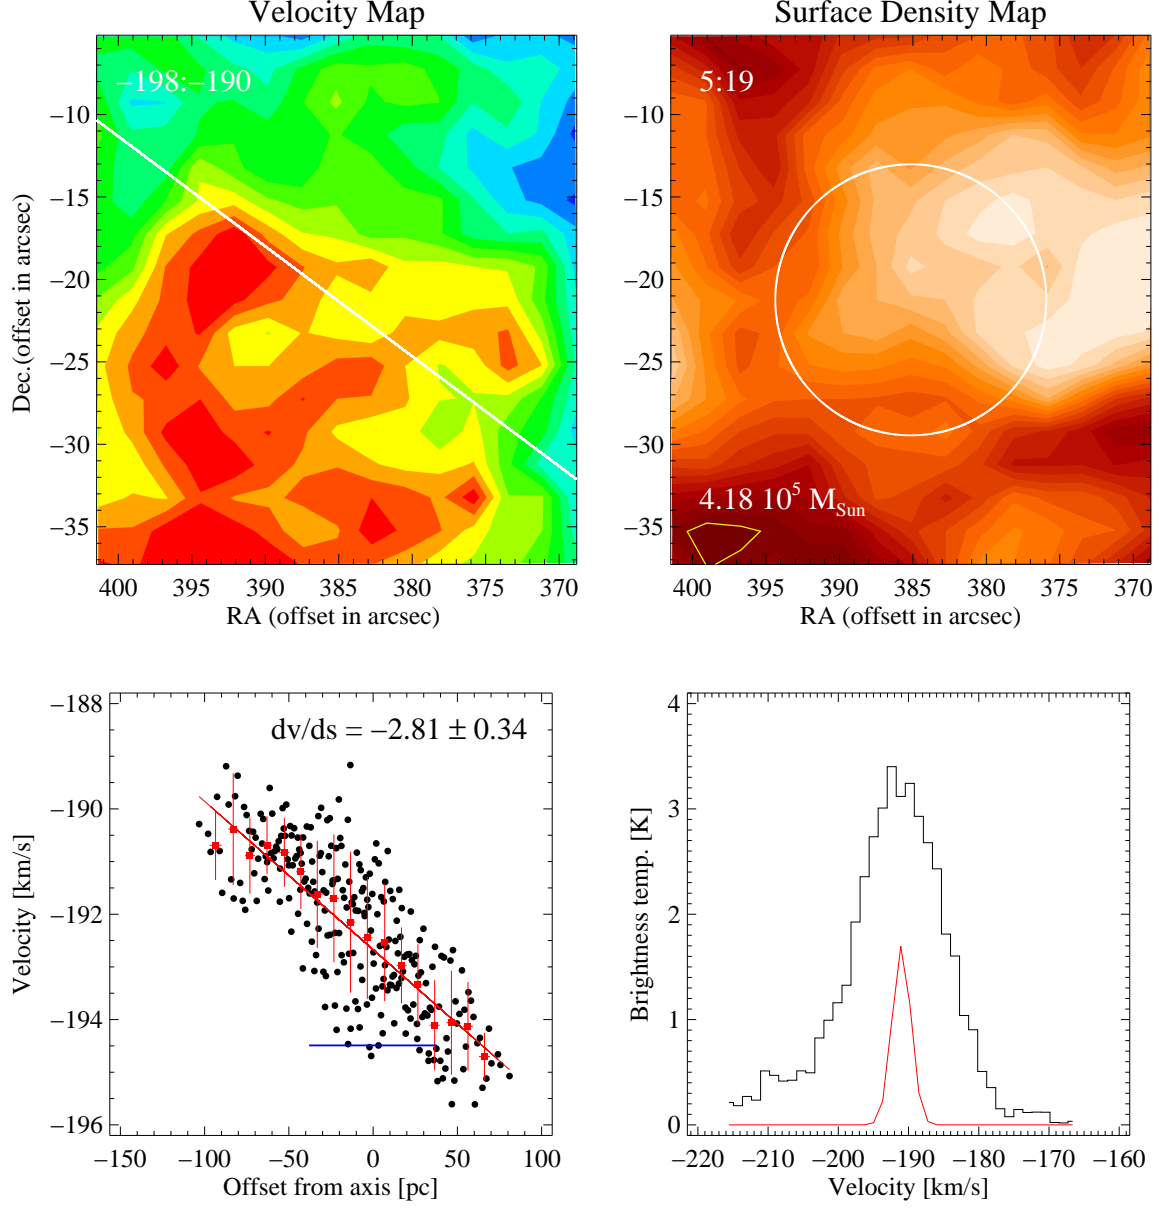 Velocity Map
−198:−190
−10
−15
−20
−25
−30
−35
Dec.(offset in arcsec)
400 395 390 385 380 375 370
RA (offset in arcsec)
Surface Density Map
5:19
4.18 10⁵ M_Sun
−10
−15
−20
−25
−30
−35
400 395 390 385 380 375 370
RA (offsett in arcsec)
dv/ds = −2.81 ± 0.34
−188
−190
−192
−194
−196
Velocity [km/s]
−150 −100 −50 0 50 100
Offset from axis [pc]
4
3
2
1
0
Brightness temp. [K]
−220 −210 −200 −190 −180 −170 −160
Velocity [km/s]